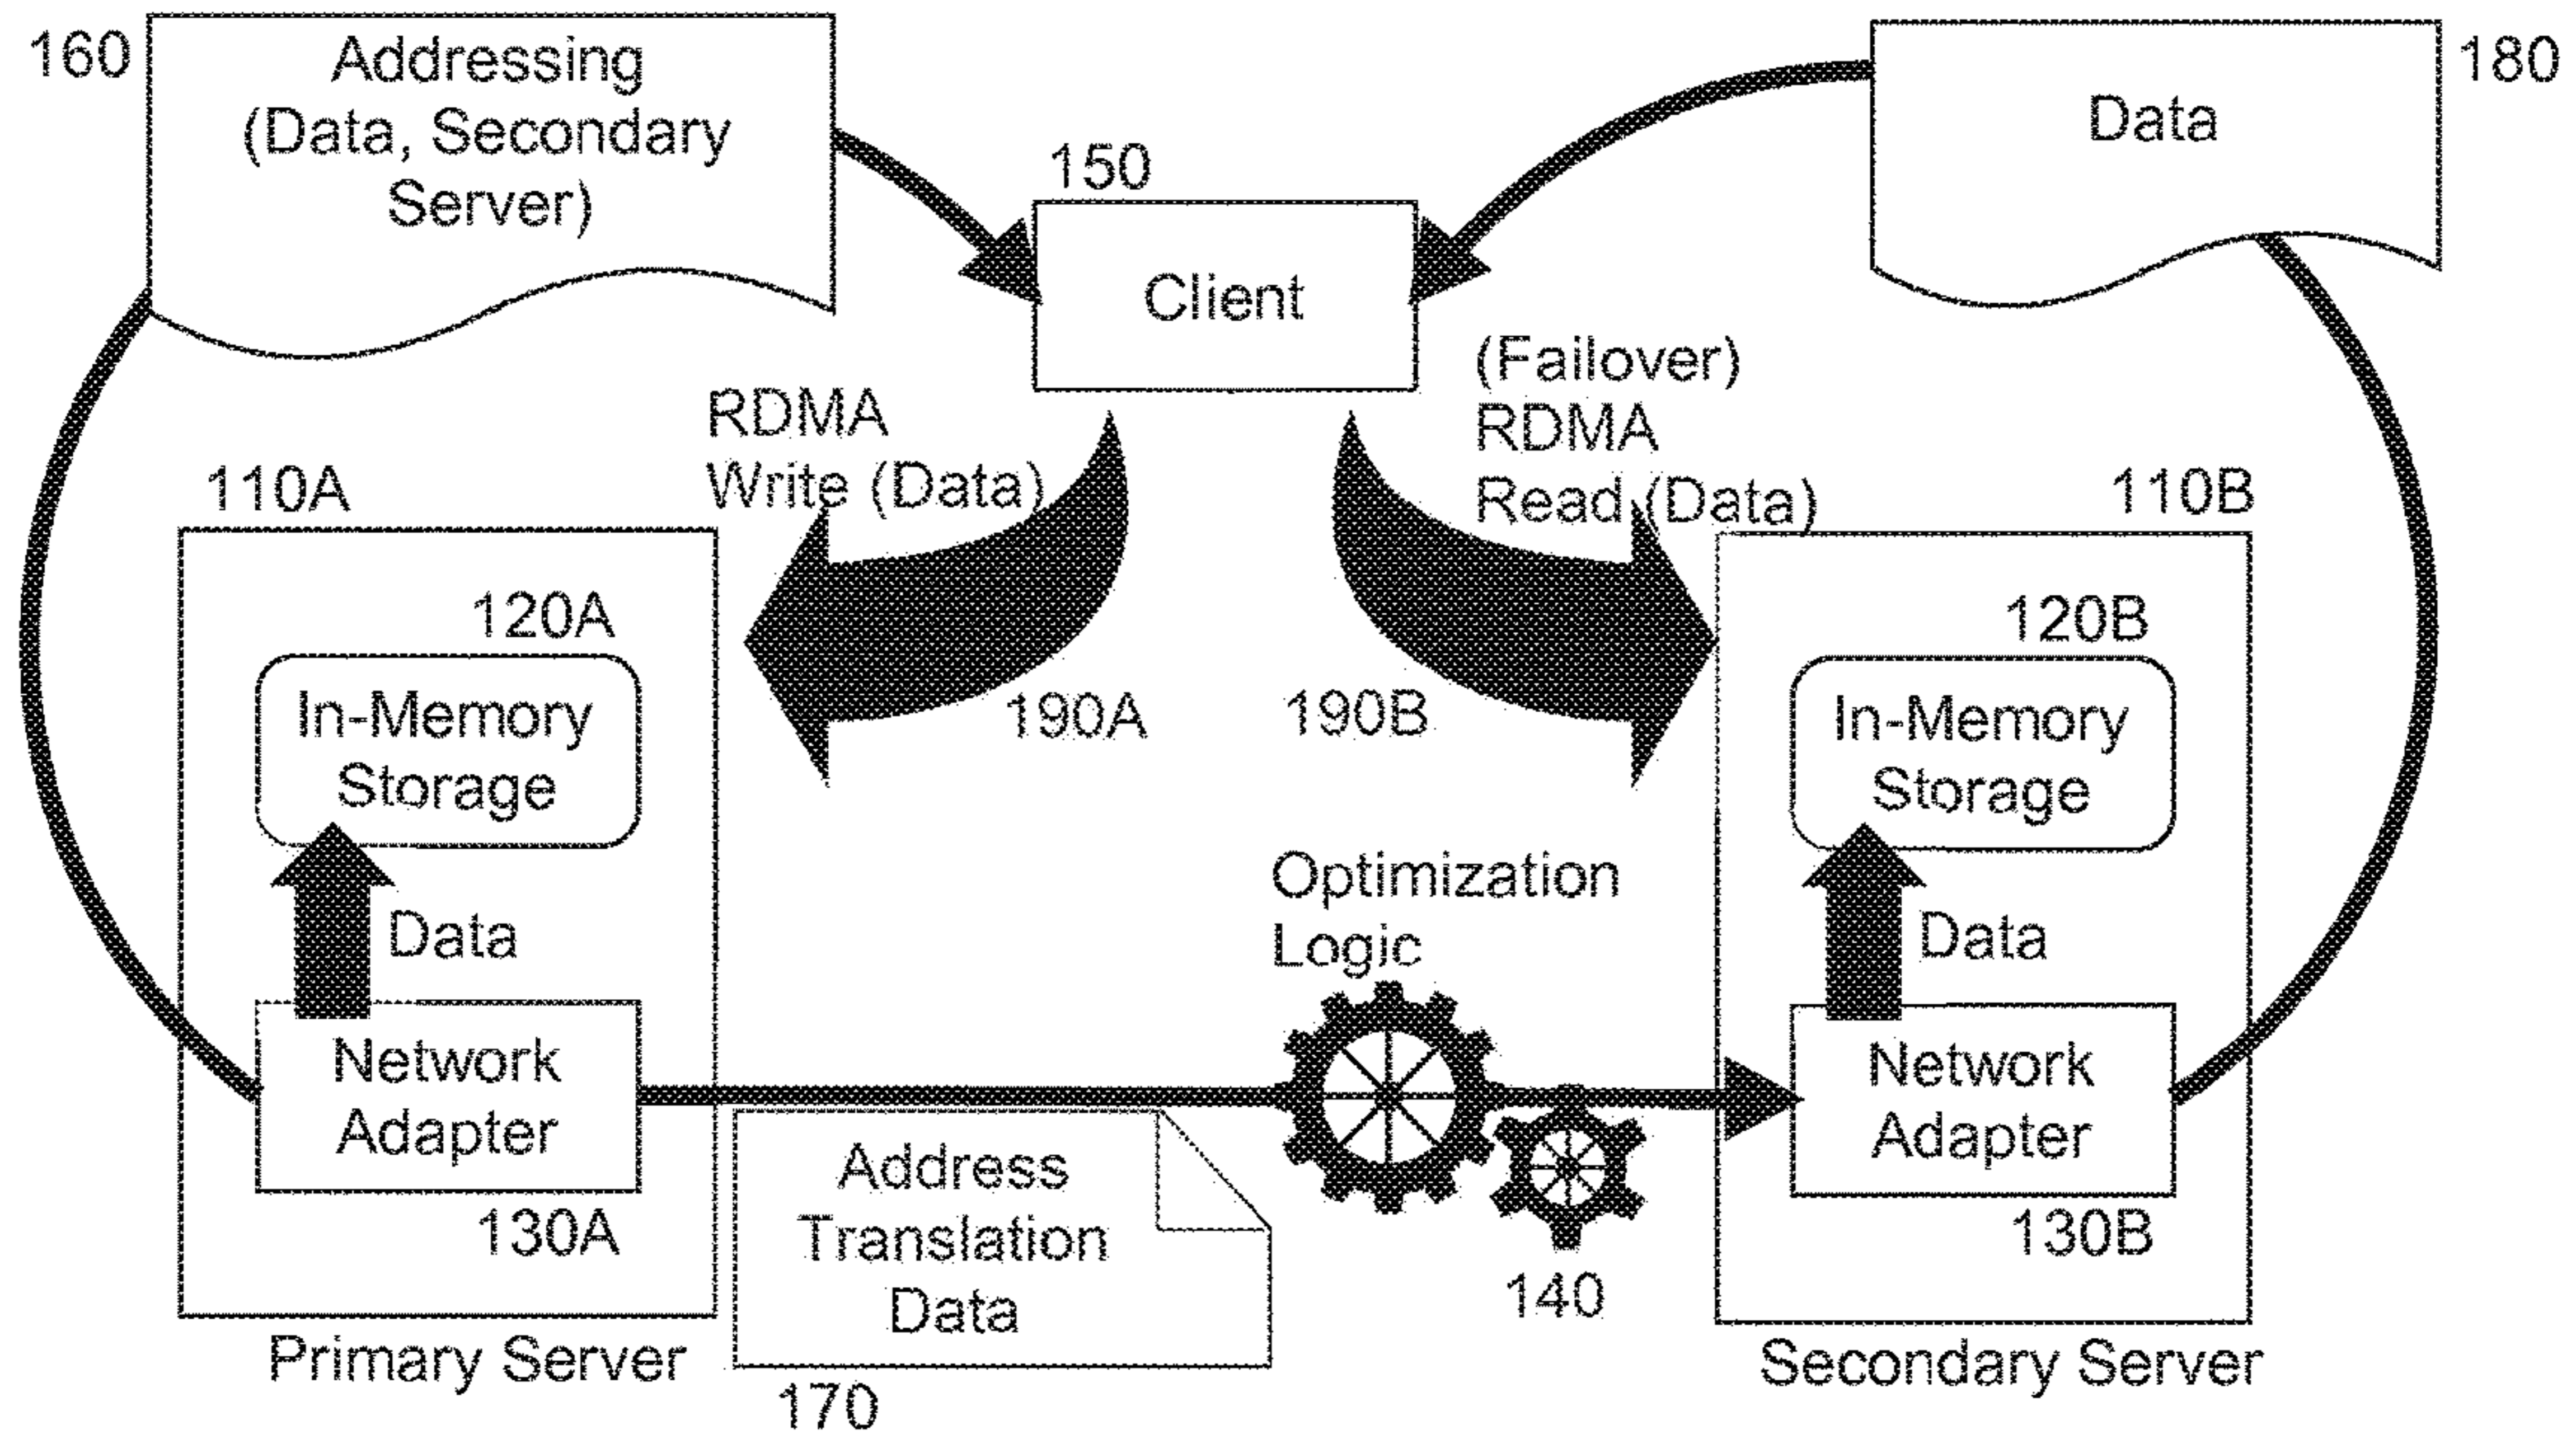 160
Addressing
(Data, Secondary
Server)
180
Data
150
Client
RDMA
Write (Data)
(Failover)
RDMA
Read (Data)
110A
110B
120A
In-Memory
Storage
120B
In-Memory
Storage
190A
190B
Data
Optimization
Logic
Data
Network
Adapter
130A
Network
Adapter
130B
Address
Translation
Data
140
Primary Server
Secondary Server
170